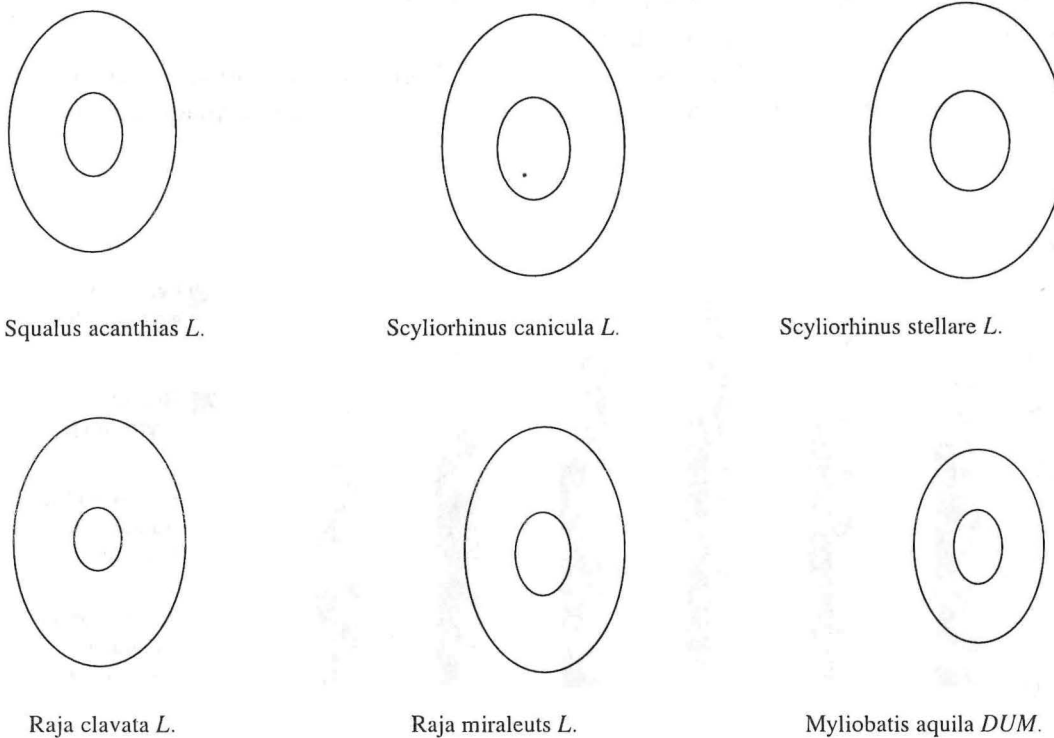 Squalus acanthias L.
Scyliorhinus canicula L.
Scyliorhinus stellare L.
Raja clavata L.
Raja miraleuts L.
Myliobatis aquila DUM.